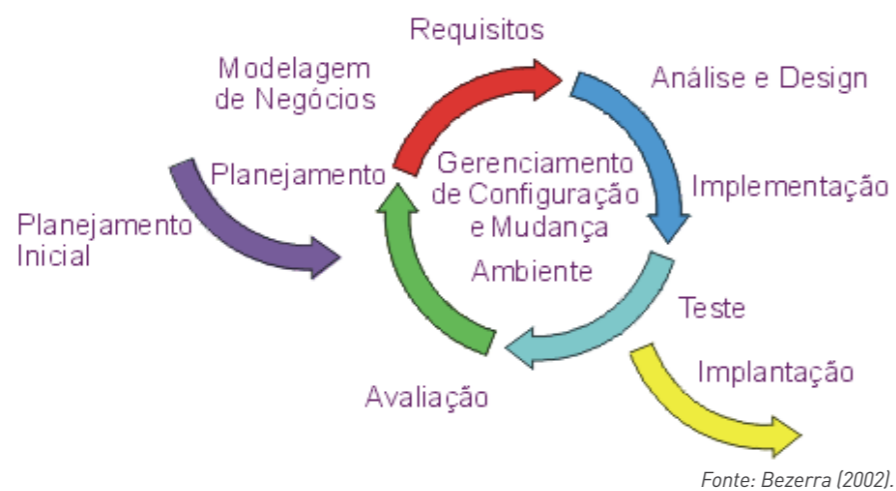 Requisitos
Modelagem
de Negócios
Análise e Design
Planejamento
Gerenciamento
de Configuração
e Mudança
Implementação
Planejamento
Inicial
Ambiente
Teste
Implantação
Avaliação
Fonte: Bezerra (2002).